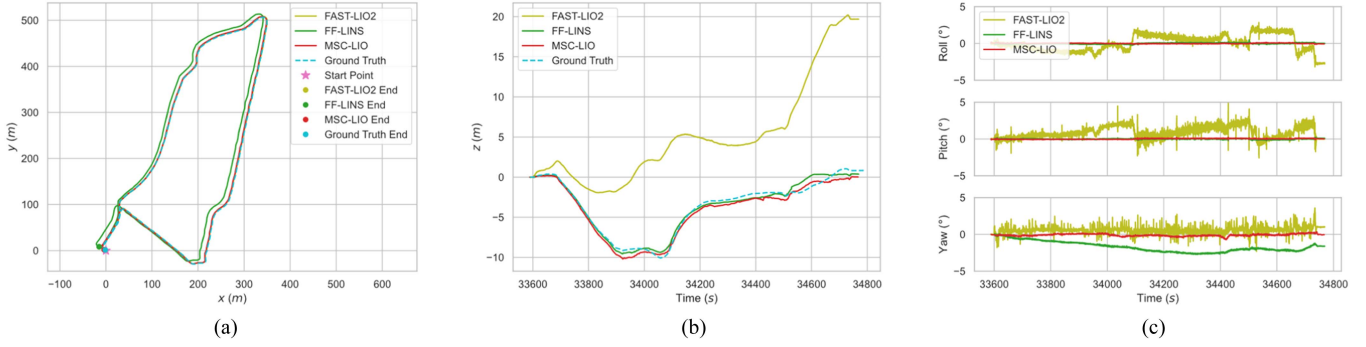 FAST-LIO2
FF-LINS
MSC-LIO
Ground Truth
Start Point
FAST-LIO2 End
FF-LINS End
MSC-LIO End
Ground Truth End
500
400
300
200
100
0
y (m)
−100 0 100 200 300 400 500 600
x (m)
(a)
FAST-LIO2
FF-LINS
MSC-LIO
Ground Truth
20
15
10
5
0
−5
−10
z (m)
33600 33800 34000 34200 34400 34600 34800
Time (s)
(b)
FAST-LIO2
FF-LINS
MSC-LIO
Roll (°)
5
0
−5
Pitch (°)
5
0
−5
Yaw (°)
5
0
−5
33600 33800 34000 34200 34400 34600 34800
Time (s)
(c)